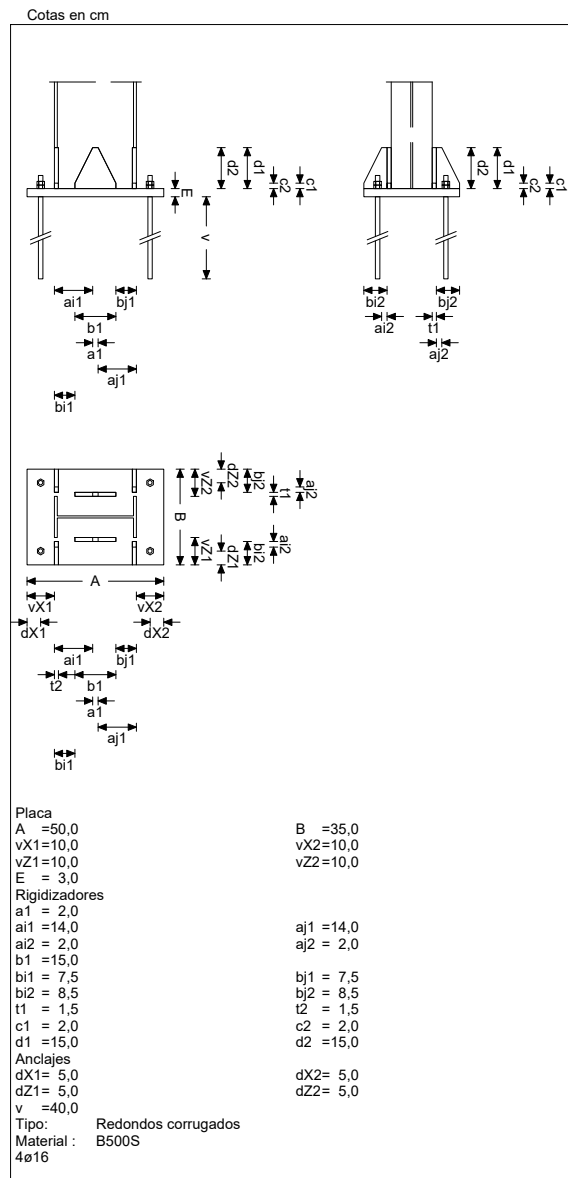 Cotas en cm
d2 d1 c2 c1
E
v
d2 d1 c2 c1
ai1 bj1
b1
a1
aj1
bi1
bi2 bj2
ai2 t1
aj2
vZ2 dZ2 bj2 t1 aj2
B
vZ1 dZ1 bi2 ai2
A
vX1 vX2
dX1 dX2
ai1 bj1
t2 b1
a1
aj1
bi1
Placa
A =50,0 B =35,0
vX1=10,0 vX2=10,0
vZ1=10,0 vZ2=10,0
E = 3,0
Rigidizadores
a1 = 2,0
ai1 =14,0 aj1 =14,0
ai2 = 2,0 aj2 = 2,0
b1 =15,0
bi1 = 7,5 bj1 = 7,5
bi2 = 8,5 bj2 = 8,5
t1 = 1,5 t2 = 1,5
c1 = 2,0 c2 = 2,0
d1 =15,0 d2 =15,0
Anclajes
dX1= 5,0 dX2= 5,0
dZ1= 5,0 dZ2= 5,0
v =40,0
Tipo: Redondos corrugados
Material : B500S
4ø16